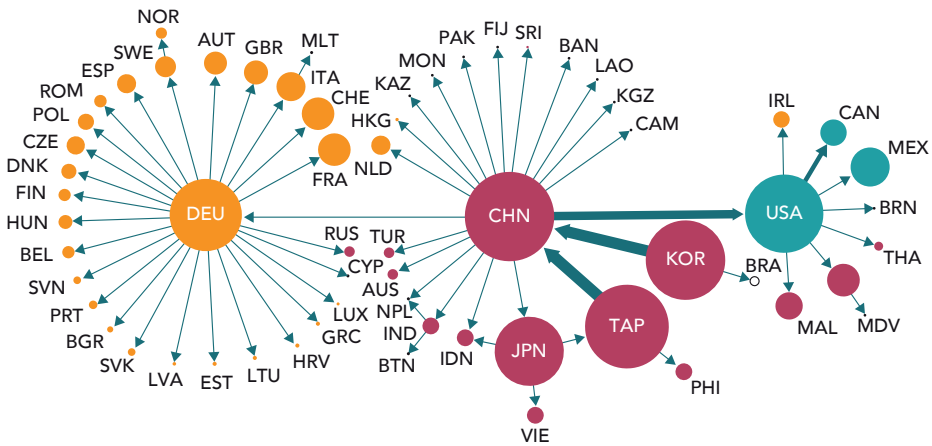 NOR
SWE
AUT
GBR
MLT
ESP
ITA
ROM
CHE
POL
CZE
DNK
FRA
FIN
DEU
HUN
BEL
SVN
PRT
BGR
SVK
LVA
EST
LTU
HRV
GRC
LUX
CYP
RUS
PAK
FIJ
SRI
MON
BAN
KAZ
LAO
HKG
KGZ
CAM
NLD
CHN
TUR
AUS
NPL
IND
BTN
IDN
JPN
VIE
TAP
PHI
KOR
BRA
IRL
CAN
MEX
USA
BRN
THA
MAL
MDV